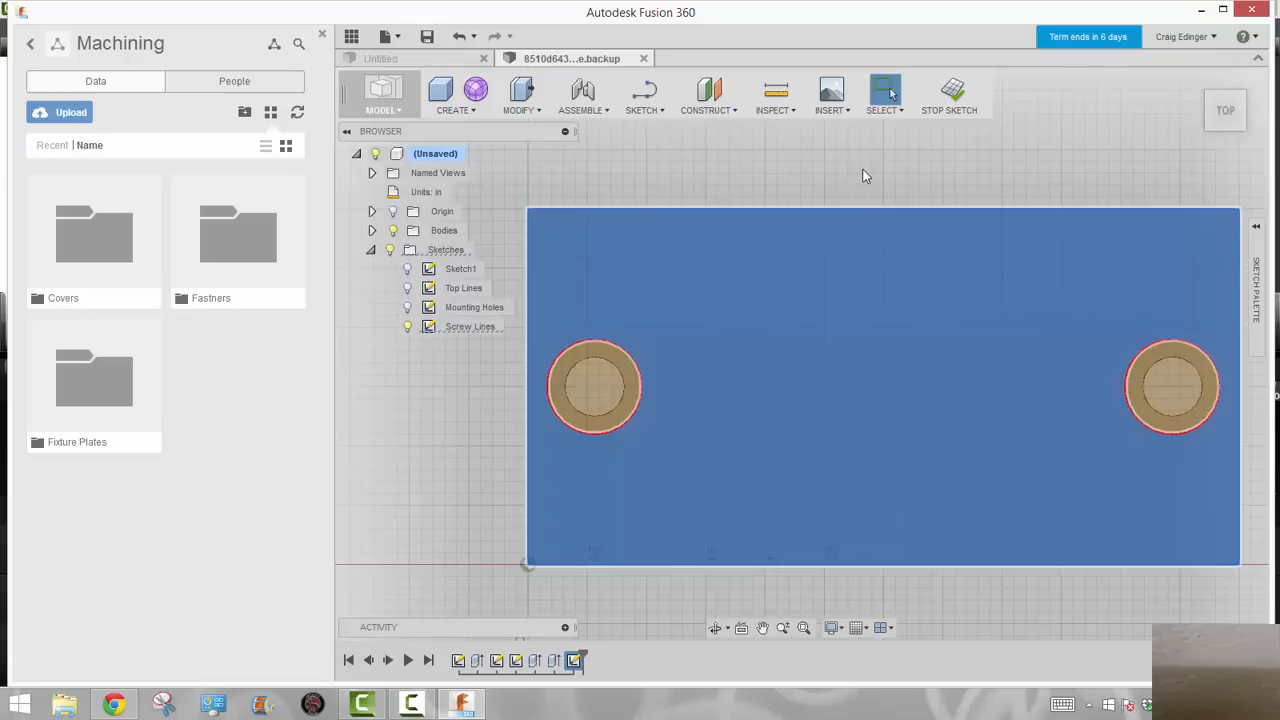 Autodesk Fusion 360
Machining
Term ends in 6 days
Craig Edinger
Untitled
8510d643...e.backup
Data
People
Upload
Recent | Name
MODEL
CREATE
MODIFY
ASSEMBLE
SKETCH
CONSTRUCT
INSPECT
INSERT
SELECT
STOP SKETCH
TOP
BROWSER
(Unsaved)
Named Views
Units: in
Origin
Bodies
Sketches
Sketch1
Top Lines
Mounting Holes
Screw Lines
SKETCH PALETTE
Covers
Fastners
Fixture Plates
ACTIVITY